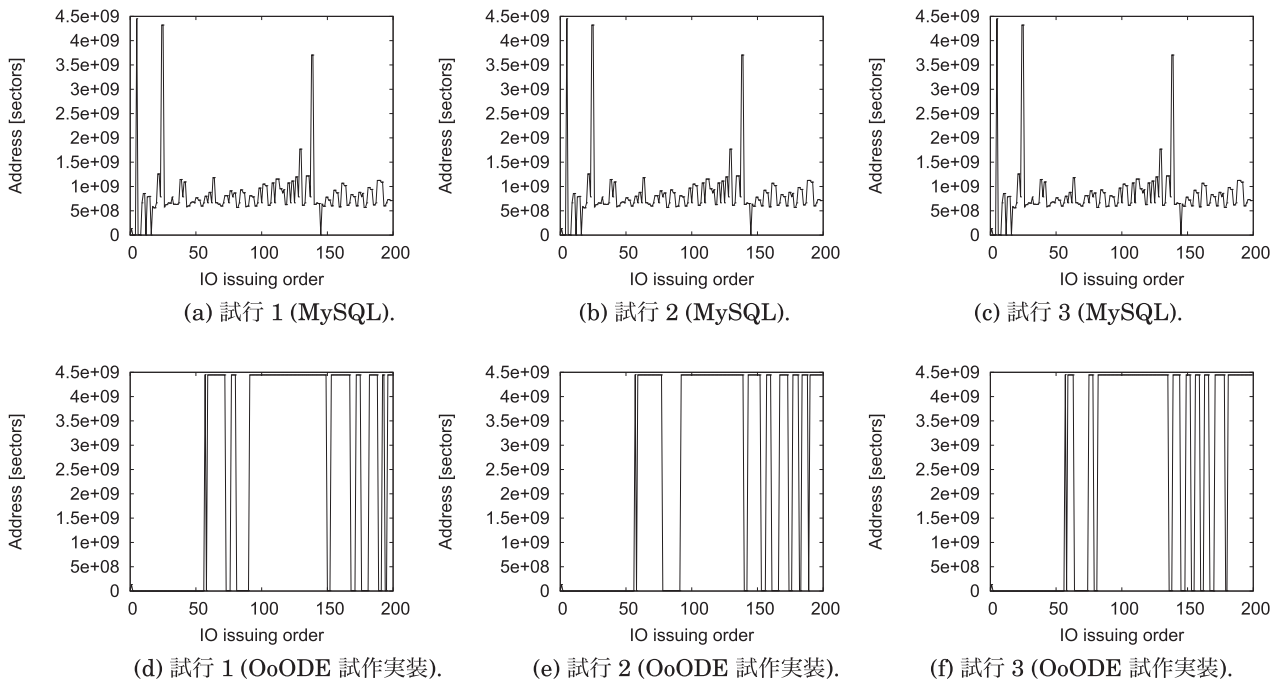 4.5e+09 4.5e+09 4.5e+09
4e+09 4e+09 4e+09
3.5e+09 3.5e+09 3.5e+09
3e+09 3e+09 3e+09
2.5e+09 2.5e+09 2.5e+09
2e+09 2e+09 2e+09
1.5e+09 1.5e+09 1.5e+09
1e+09 1e+09 1e+09
5e+08 5e+08 5e+08
0 0 0
Address [sectors] Address [sectors] Address [sectors]
0 50 100 150 200 0 50 100 150 200 0 50 100 150 200
IO issuing order IO issuing order IO issuing order
(a) 試行 1 (MySQL). (b) 試行 2 (MySQL). (c) 試行 3 (MySQL).
4.5e+09 4.5e+09 4.5e+09
4e+09 4e+09 4e+09
3.5e+09 3.5e+09 3.5e+09
3e+09 3e+09 3e+09
2.5e+09 2.5e+09 2.5e+09
2e+09 2e+09 2e+09
1.5e+09 1.5e+09 1.5e+09
1e+09 1e+09 1e+09
5e+08 5e+08 5e+08
0 0 0
Address [sectors] Address [sectors] Address [sectors]
0 50 100 150 200 0 50 100 150 200 0 50 100 150 200
IO issuing order IO issuing order IO issuing order
(d) 試行 1 (OoODE 試作実装). (e) 試行 2 (OoODE 試作実装). (f) 試行 3 (OoODE 試作実装).